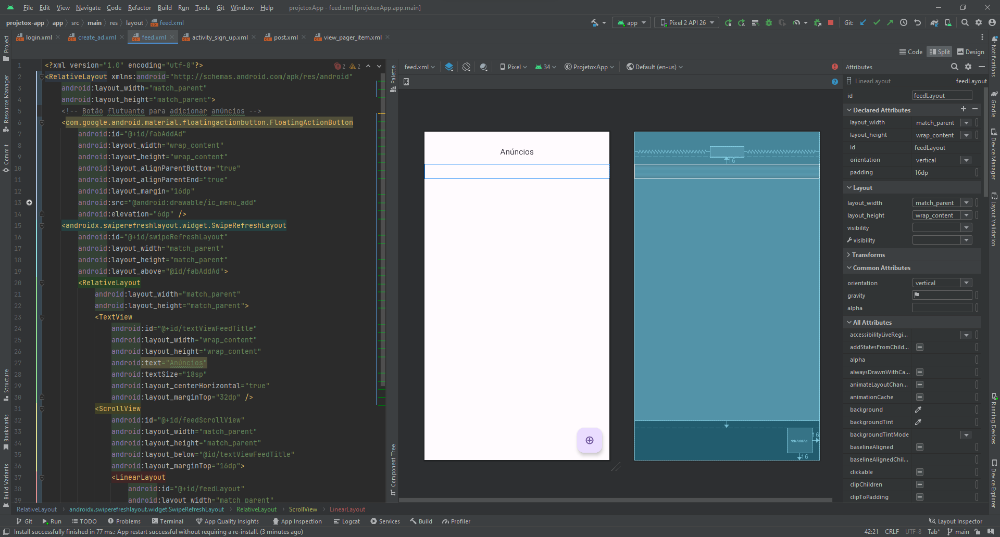 File Edit View Navigate Code Refactor Build Run Tools Git Window Help projetoxApp - feed.xml [projetoxApp.app.main]
projetox-app app src main res layout feed.xml app Pixel 2 API 26 Git:
login.xml create_ad.xml feed.xml activity_sign_up.xml post.xml view_pager_item.xml
Code Split Design
Project
Resource Manager
Commit
Structure
Bookmarks
Build Variants
1 <?xml version="1.0" encoding="utf-8"?>
2 <RelativeLayout xmlns:android="http://schemas.android.com/apk/res/android"
3 android:layout_width="match_parent"
4 android:layout_height="match_parent">
5 <!-- Botão flutuante para adicionar anúncios -->
6 <com.google.android.material.floatingactionbutton.FloatingActionButton
7 android:id="@+id/fabAddAd"
8 android:layout_width="wrap_content"
9 android:layout_height="wrap_content"
10 android:layout_alignParentBottom="true"
11 android:layout_alignParentEnd="true"
12 android:layout_margin="16dp"
13 android:src="@android:drawable/ic_menu_add"
14 android:elevation="6dp" />
15 <androidx.swiperefreshlayout.widget.SwipeRefreshLayout
16 android:id="@+id/swipeRefreshLayout"
17 android:layout_width="match_parent"
18 android:layout_height="match_parent"
19 android:layout_above="@id/fabAddAd">
20 <RelativeLayout
21 android:layout_width="match_parent"
22 android:layout_height="match_parent">
23 <TextView
24 android:id="@+id/textViewFeedTitle"
25 android:layout_width="wrap_content"
26 android:layout_height="wrap_content"
27 android:text="Anúncios"
28 android:textSize="18sp"
29 android:layout_centerHorizontal="true"
30 android:layout_marginTop="32dp" />
31 <ScrollView
32 android:id="@+id/feedScrollView"
33 android:layout_width="match_parent"
34 android:layout_height="match_parent"
35 android:layout_below="@id/textViewFeedTitle"
36 android:layout_marginTop="16dp">
37 <LinearLayout
38 android:id="@+id/feedLayout"
39 android:layout_width="match_parent"
2 2
Palette
Component Tree
feed.xml Pixel 34 ProjetoxApp Default (en-us)
Anúncios
16
fab Add Ad
16
16
Attributes
LinearLayout feedLayout
id feedLayout
Declared Attributes
layout_width match_parent
layout_height wrap_content
id feedLayout
orientation vertical
padding 16dp
Layout
layout_width match_parent
layout_height wrap_content
visibility
visibility
Transforms
Common Attributes
orientation vertical
gravity
alpha
All Attributes
accessibilityLiveRegi...
addStatesFromChild...
alpha
alwaysDrawnWithCa...
animateLayoutChan...
animationCache
background
backgroundTint
backgroundTintMode
baselineAligned
baselineAlignedChil...
clickable
clipChildren
clipToPadding
Notifications
Gradle
Device Manager
Layout Validation
Running Devices
Device Explorer
RelativeLayout androidx.swiperefreshlayout.widget.SwipeRefreshLayout RelativeLayout ScrollView LinearLayout
Git Run TODO Problems Terminal App Quality Insights App Inspection Logcat Services Build Profiler Layout Inspector
Install successfully finished in 77 ms.: App restart successful without requiring a re-install. (3 minutes ago) 42:21 CRLF UTF-8 Tab* main